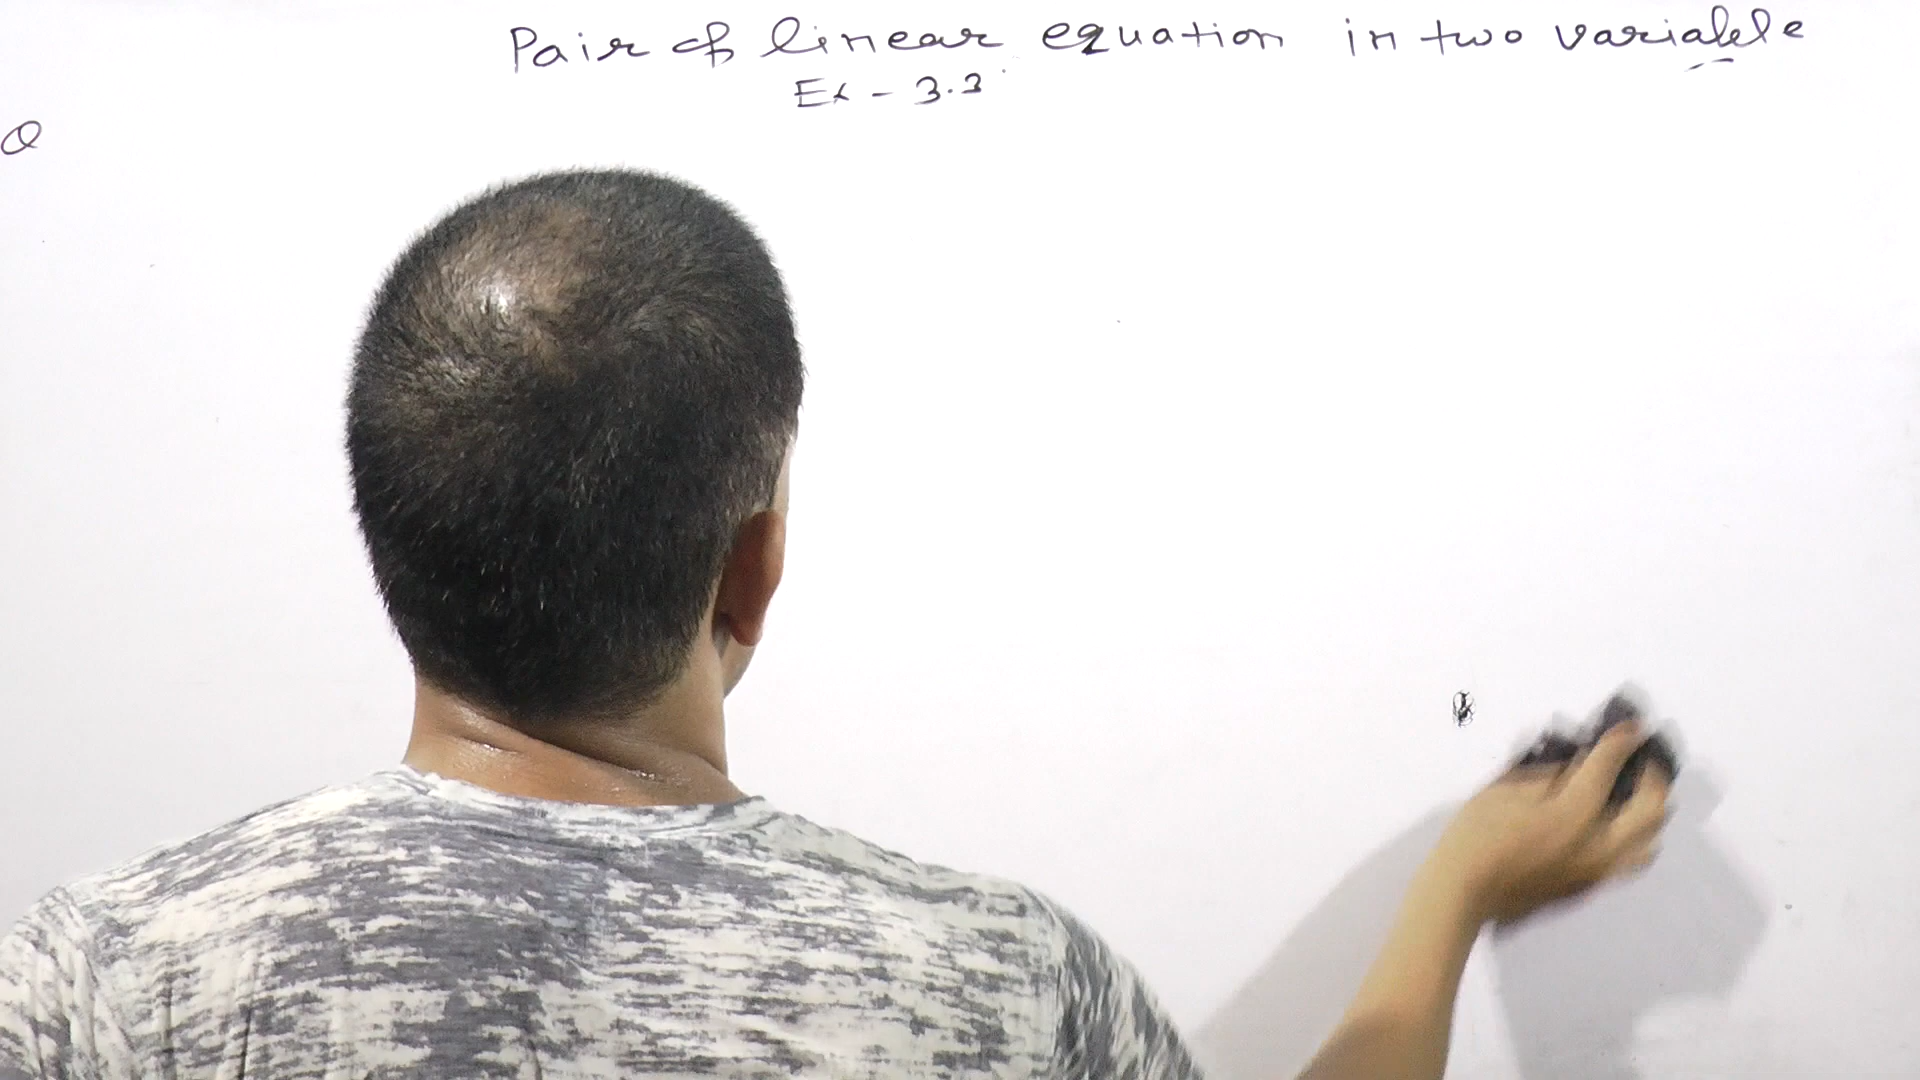 Pair of linear equation in two variable
Ex - 3.3
Q